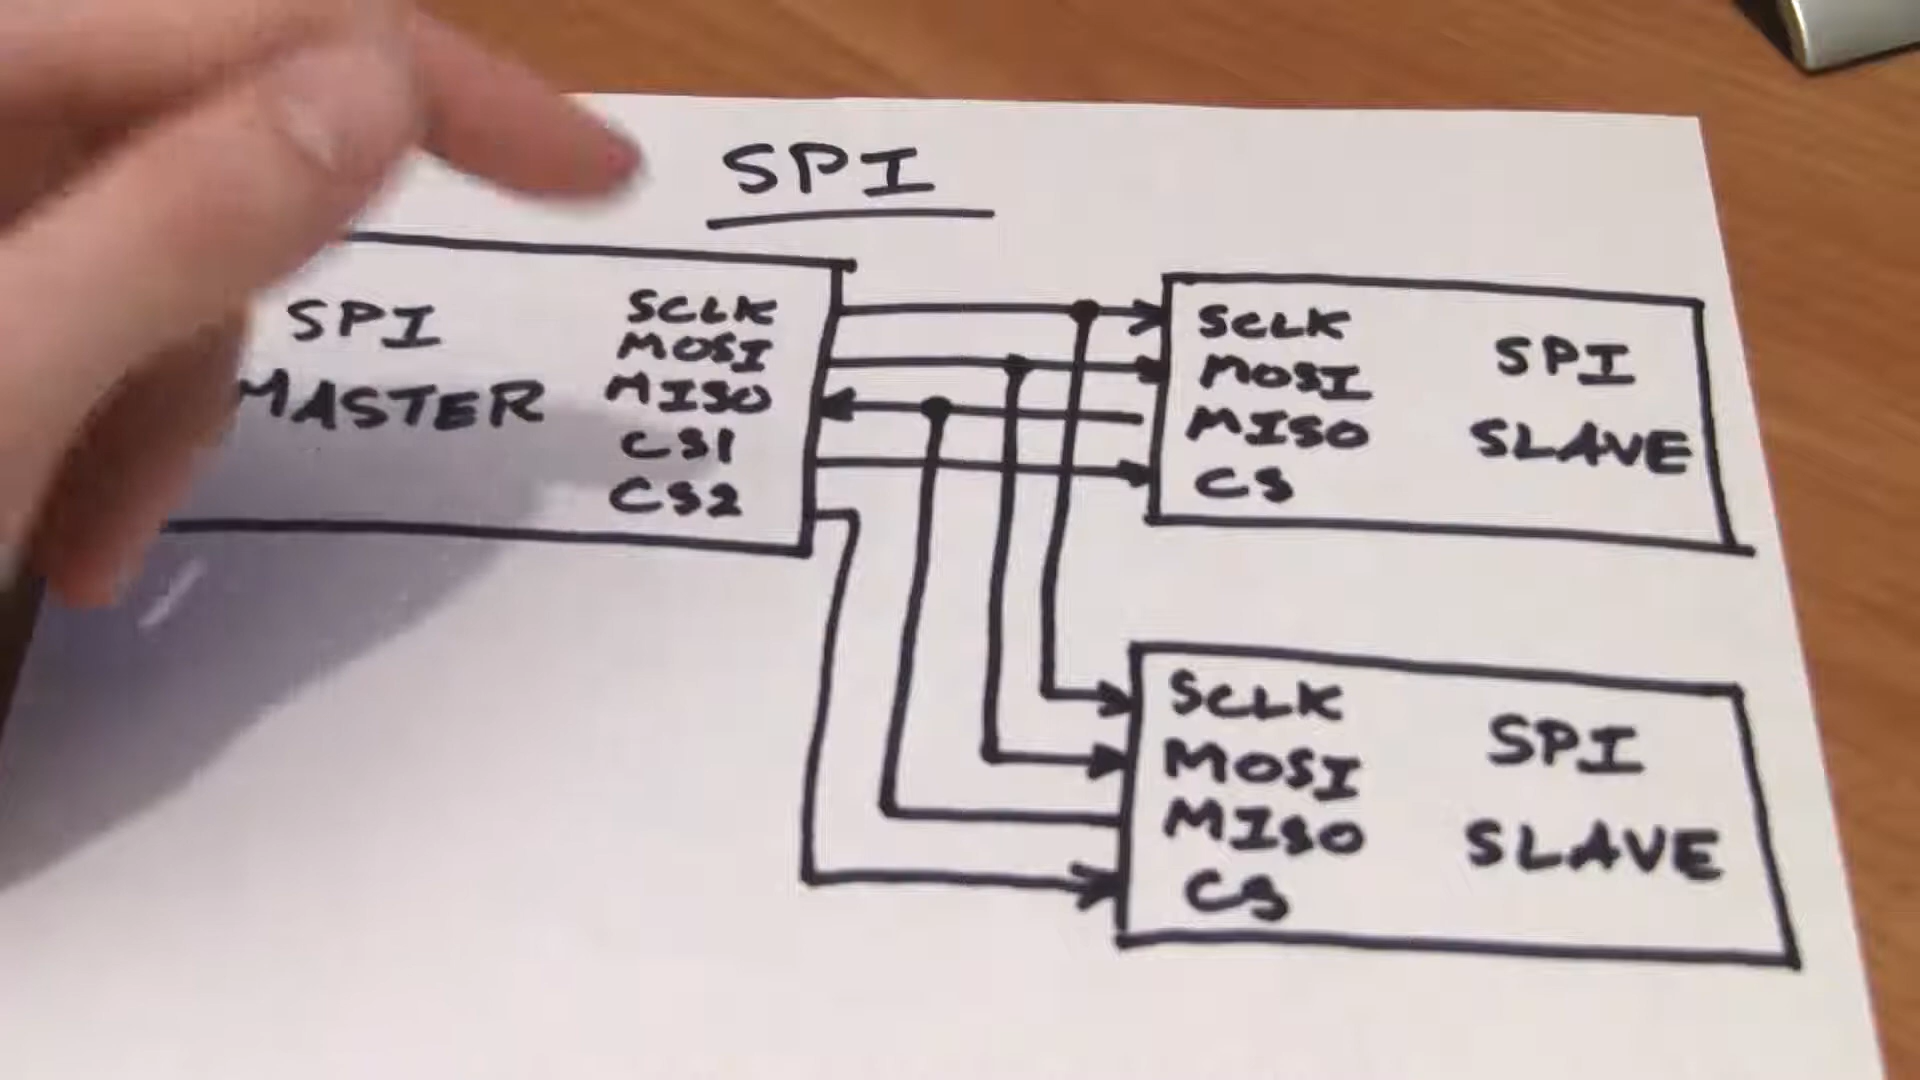 SPI
SPI
MASTER
SCLK
MOSI
MISO
CS1
CS2
SCLK
MOSI
MISO
CS
SPI
SLAVE
SCLK
MOSI
MISO
CS
SPI
SLAVE